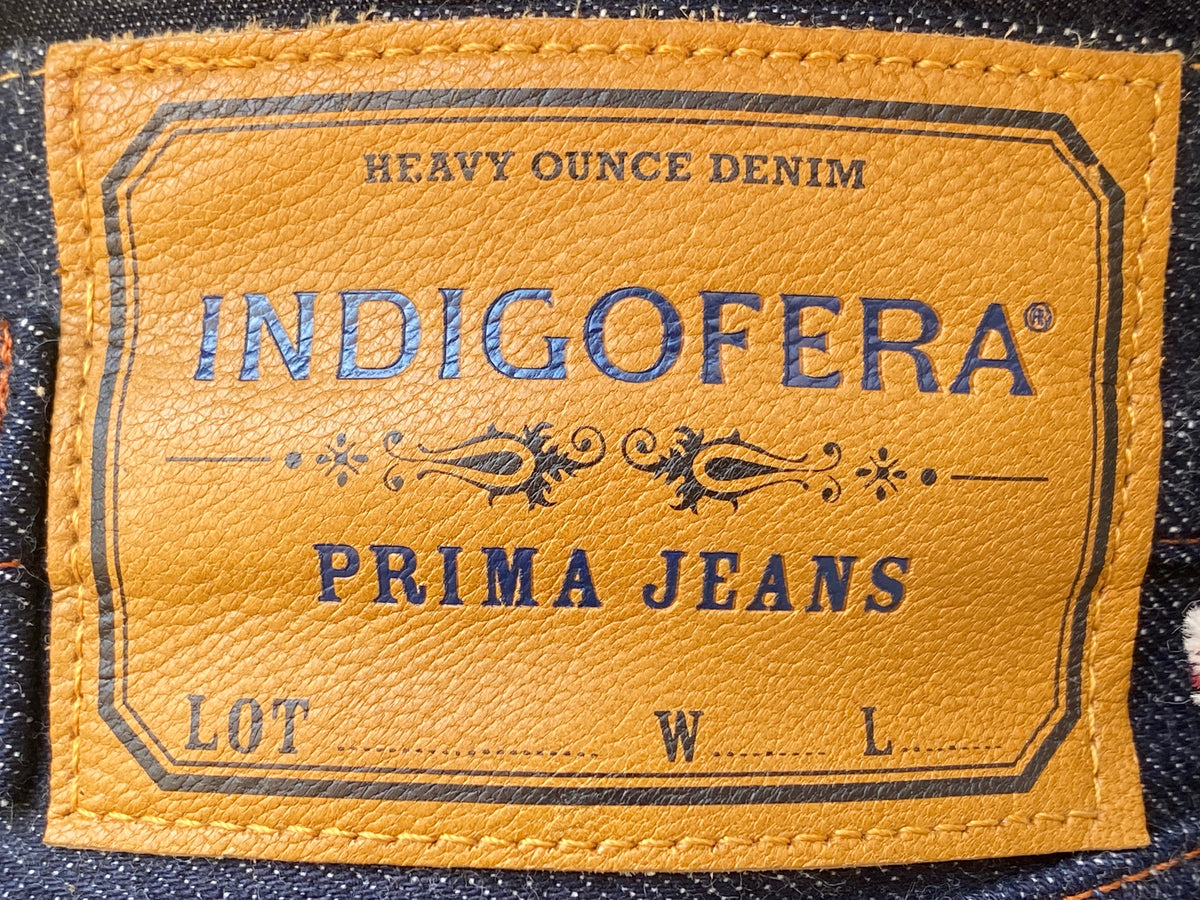 HEAVY OUNCE DENIM
INDIGOFERA®
PRIMA JEANS
LOT ........................ W.......... L.........